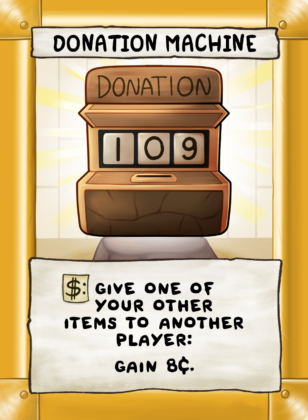 DONATION MACHINE
DONATION
109
$: GIVE ONE OF
YOUR OTHER
ITEMS TO ANOTHER
PLAYER:
GAIN 8¢.